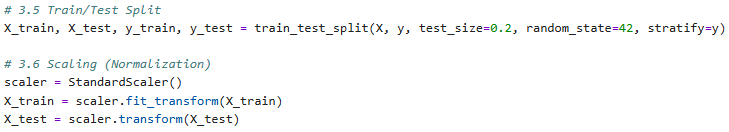 # 3.5 Train/Test Split
X_train, X_test, y_train, y_test = train_test_split(X, y, test_size=0.2, random_state=42, stratify=y)
# 3.6 Scaling (Normalization)
scaler = StandardScaler()
X_train = scaler.fit_transform(X_train)
X_test = scaler.transform(X_test)